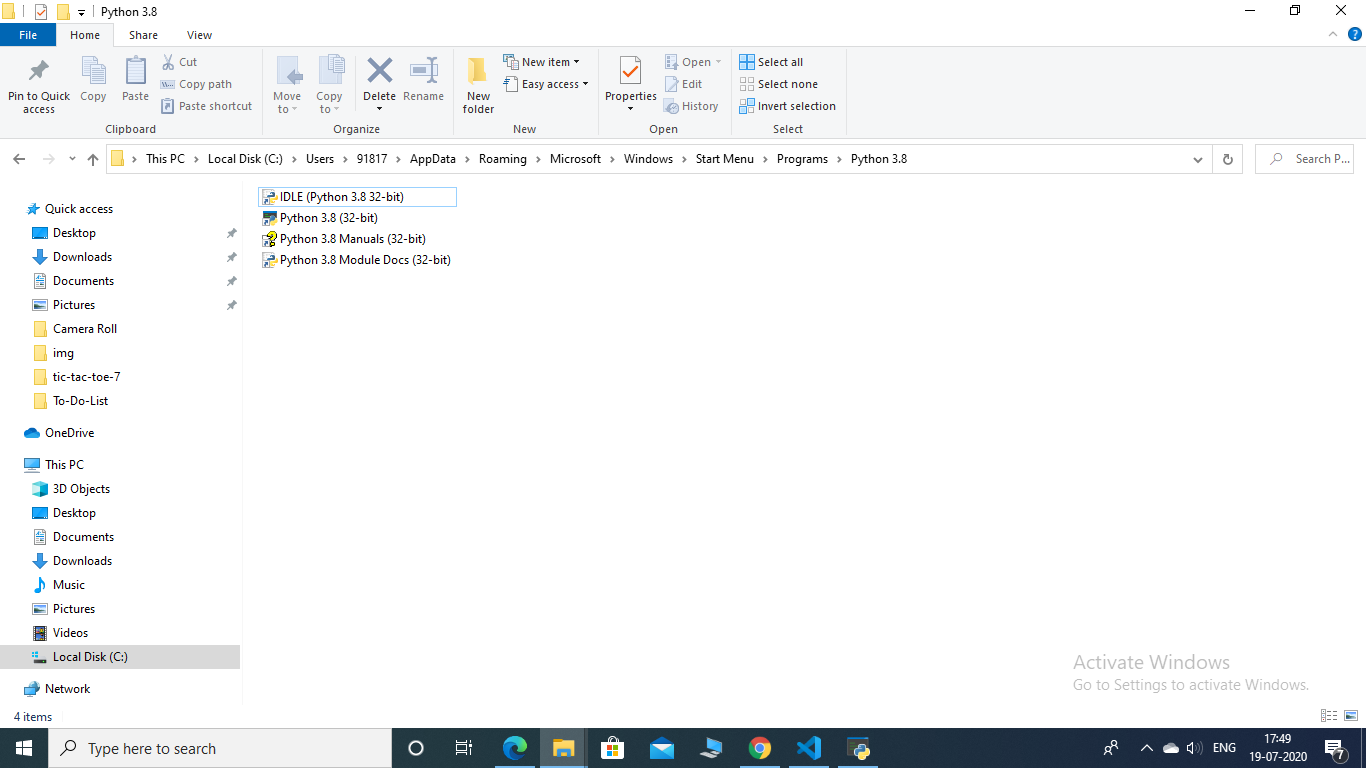 Python 3.8
File Home Share View
Pin to Quick access
Copy
Paste
Cut
Copy path
Paste shortcut
Clipboard
Move to
Copy to
Delete
Rename
Organize
New folder
New item
Easy access
New
Properties
Open
Edit
History
Open
Select all
Select none
Invert selection
Select
This PC > Local Disk (C:) > Users > 91817 > AppData > Roaming > Microsoft > Windows > Start Menu > Programs > Python 3.8
Search P...
Quick access
Desktop
Downloads
Documents
Pictures
Camera Roll
img
tic-tac-toe-7
To-Do-List
OneDrive
This PC
3D Objects
Desktop
Documents
Downloads
Music
Pictures
Videos
Local Disk (C:)
Network
IDLE (Python 3.8 32-bit)
Python 3.8 (32-bit)
Python 3.8 Manuals (32-bit)
Python 3.8 Module Docs (32-bit)
Activate Windows
Go to Settings to activate Windows.
4 items
Type here to search
ENG
17:49
19-07-2020
7